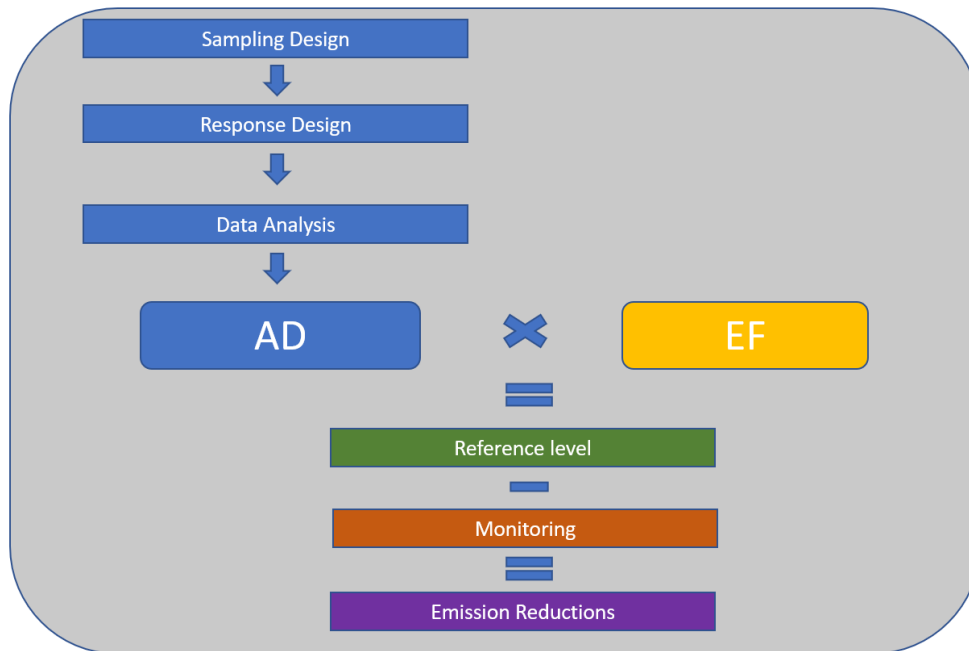 Sampling Design
Response Design
Data Analysis
AD
EF
Reference level
Monitoring
Emission Reductions